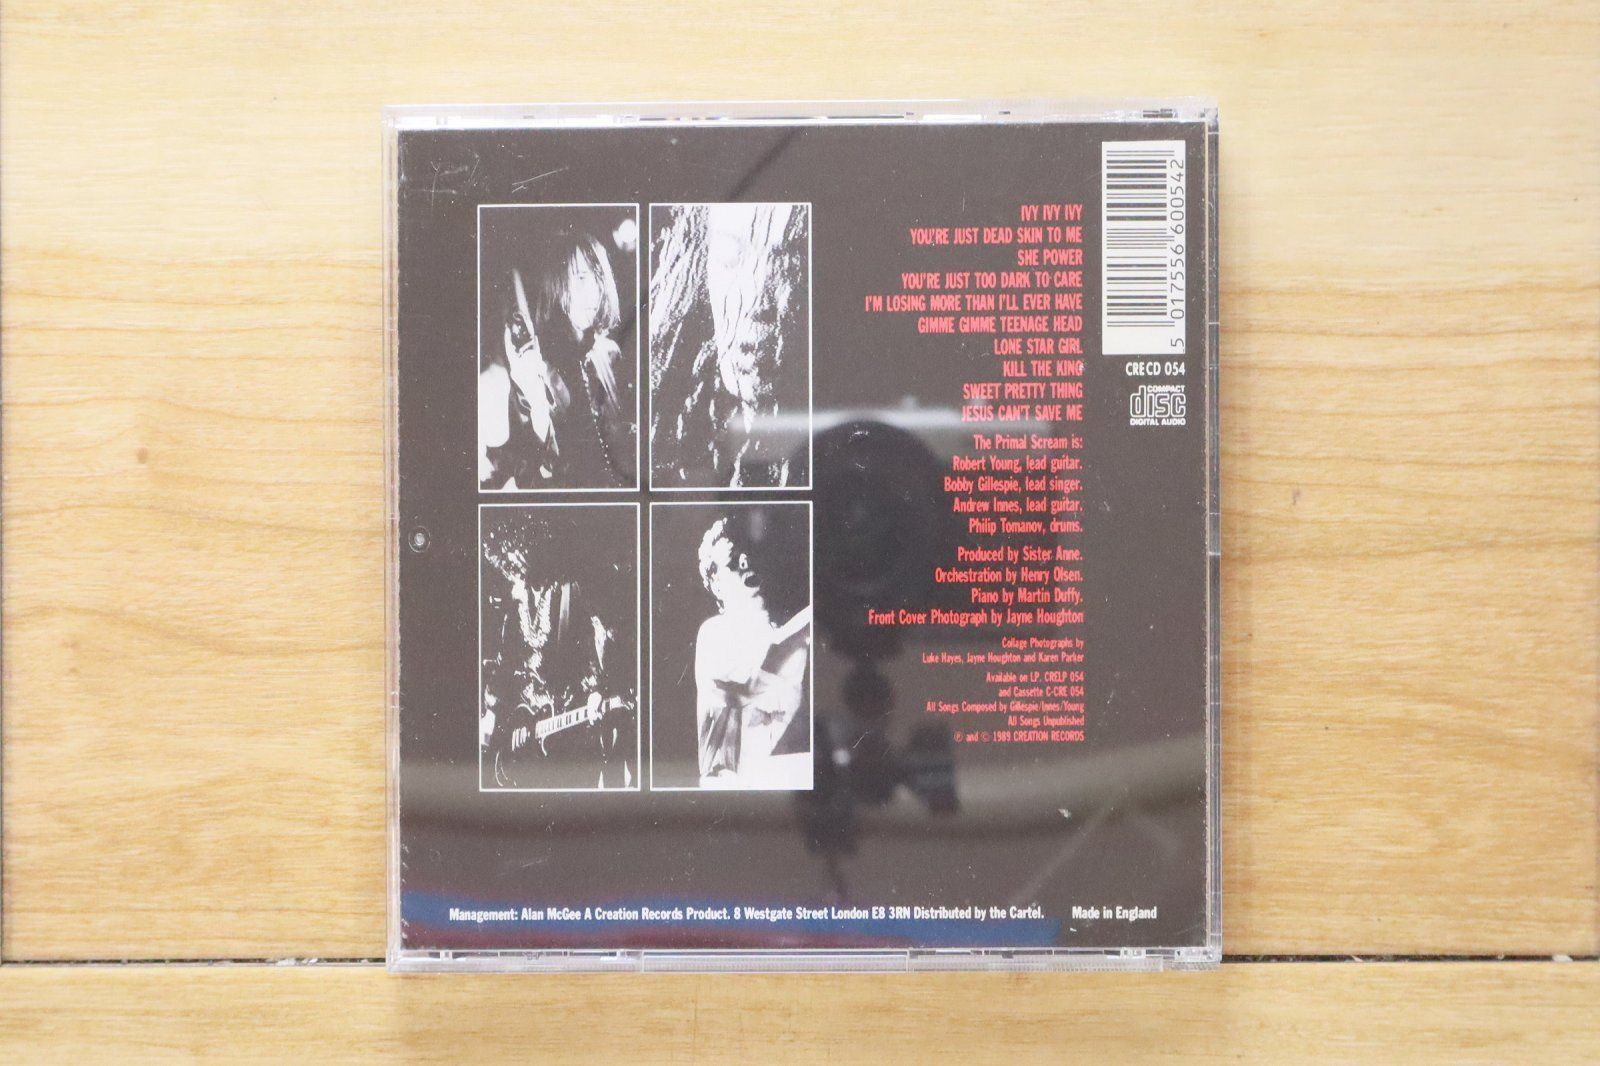 IVY IVY IVY
YOU'RE JUST DEAD SKIN TO ME
SHE POWER
YOU'RE JUST TOO DARK TO CARE
I'M LOSING MORE THAN I'LL EVER HAVE
GIMME GIMME TEENAGE HEAD
LONE STAR GIRL
KILL THE KING
SWEET PRETTY THING
JESUS CAN'T SAVE ME
The Primal Scream is:
Robert Young, lead guitar.
Bobby Gillespie, lead singer.
Andrew Innes, lead guitar.
Philip Tomanov, drums.
Produced by Sister Anne.
Orchestration by Henry Olsen.
Piano by Martin Duffy.
Front Cover Photograph by Jayne Houghton
Collage Photographs by
Luke Hayes, Jayne Houghton and Karen Parker
Available on LP. CRELP 054
and Cassette C-CRE 054
All Songs Composed by Gillespie/Innes/Young
All Songs Unpublished
℗ and © 1989 CREATION RECORDS
5 017556 600542
CRECD 054
COMPACT
disc
DIGITAL AUDIO
Management: Alan McGee A Creation Records Product. 8 Westgate Street London E8 3RN Distributed by the Cartel. Made in England